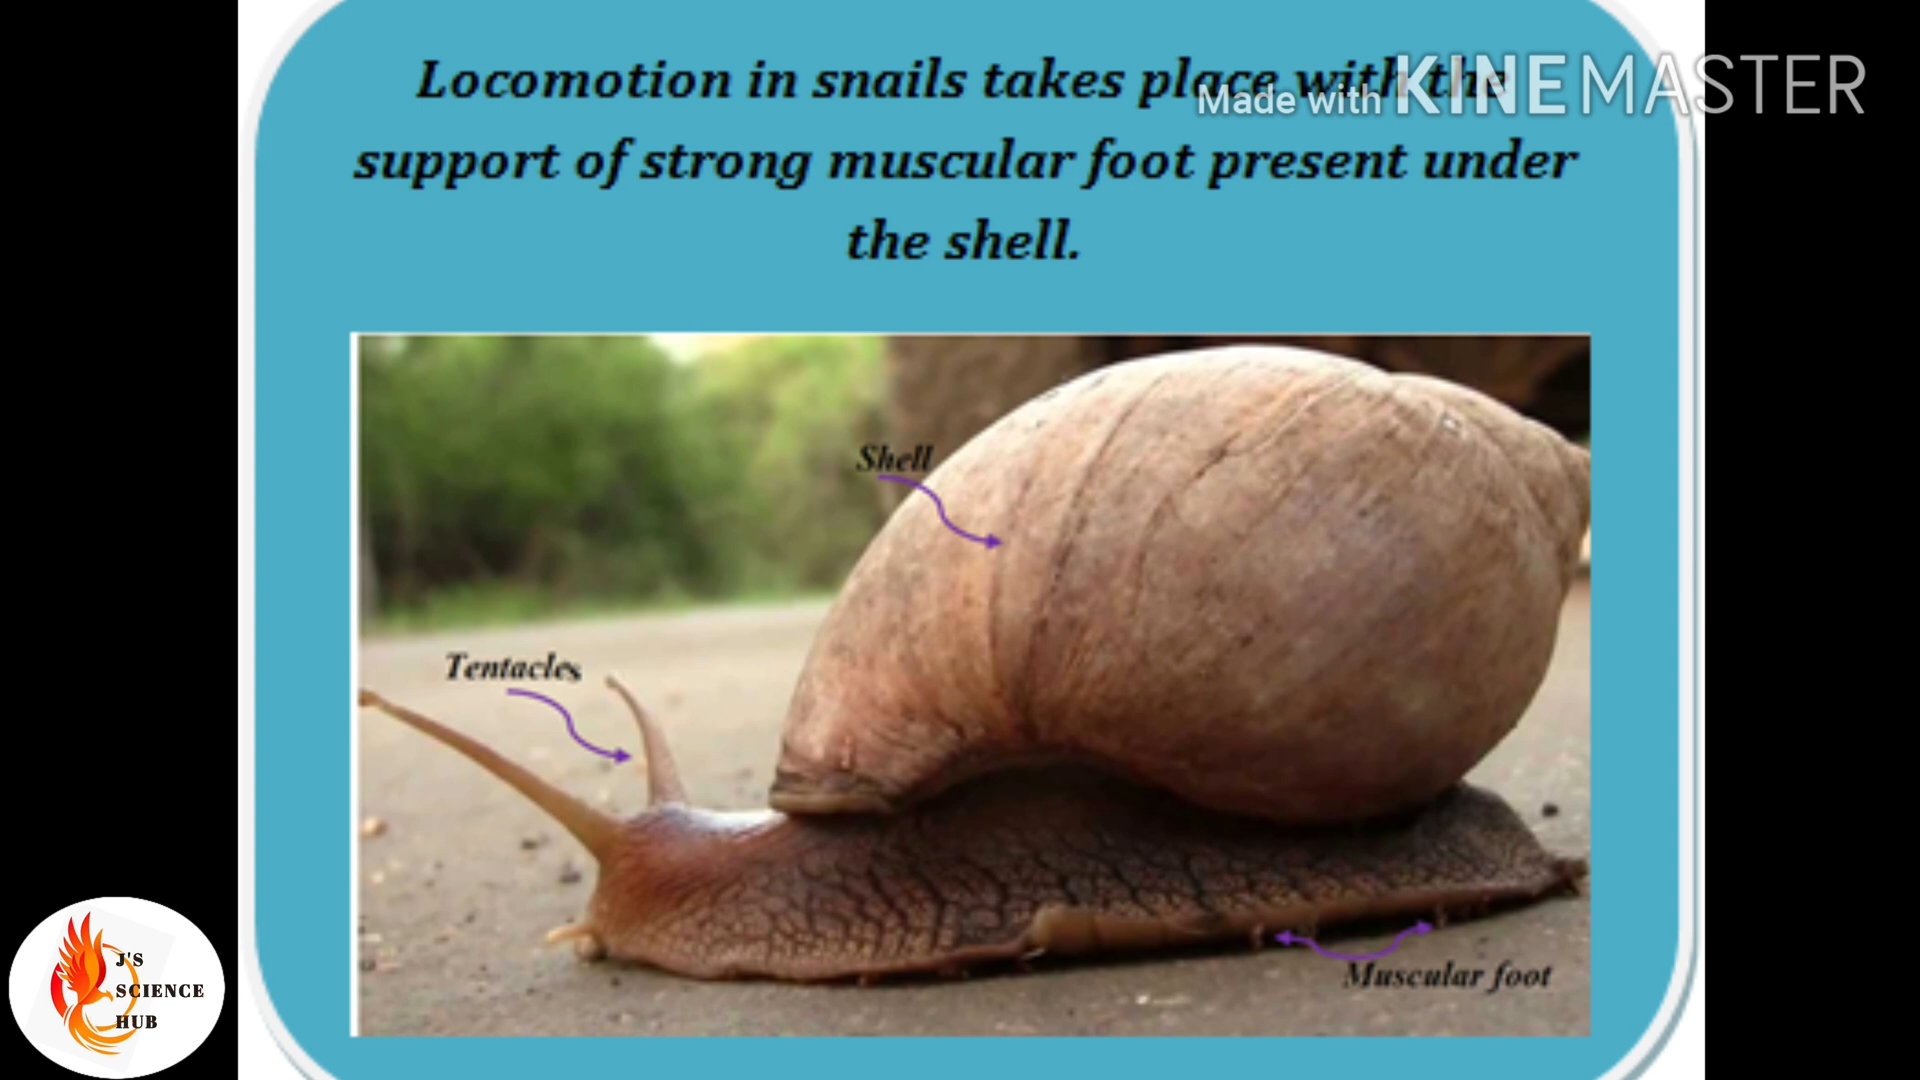 Locomotion in snails takes place with the
Made with KINEMASTER
support of strong muscular foot present under
the shell.
Shell
Tentacles
Muscular foot
J'S
SCIENCE
HUB